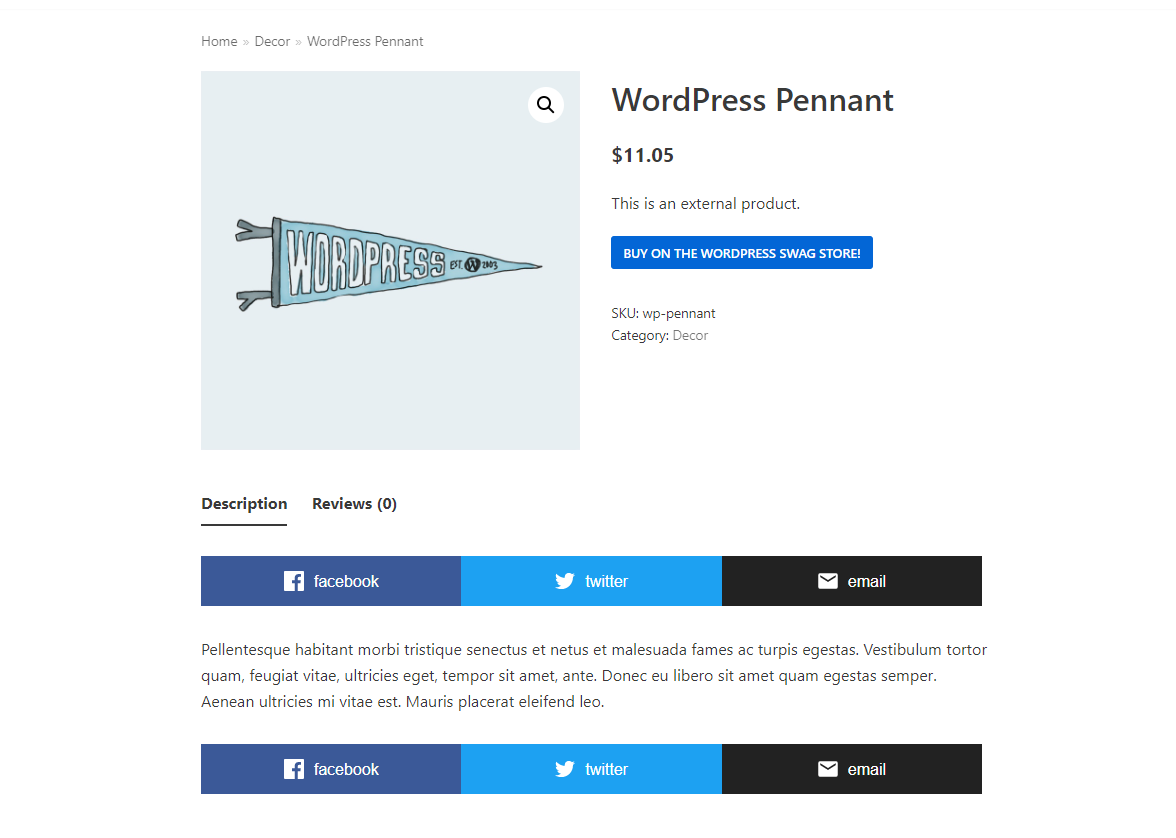 Home » Decor » WordPress Pennant
WORDPRESS EST. W 2003
WordPress Pennant
$11.05
This is an external product.
BUY ON THE WORDPRESS SWAG STORE!
SKU: wp-pennant
Category: Decor
Description Reviews (0)
facebook twitter email
Pellentesque habitant morbi tristique senectus et netus et malesuada fames ac turpis egestas. Vestibulum tortor
quam, feugiat vitae, ultricies eget, tempor sit amet, ante. Donec eu libero sit amet quam egestas semper.
Aenean ultricies mi vitae est. Mauris placerat eleifend leo.
facebook twitter email